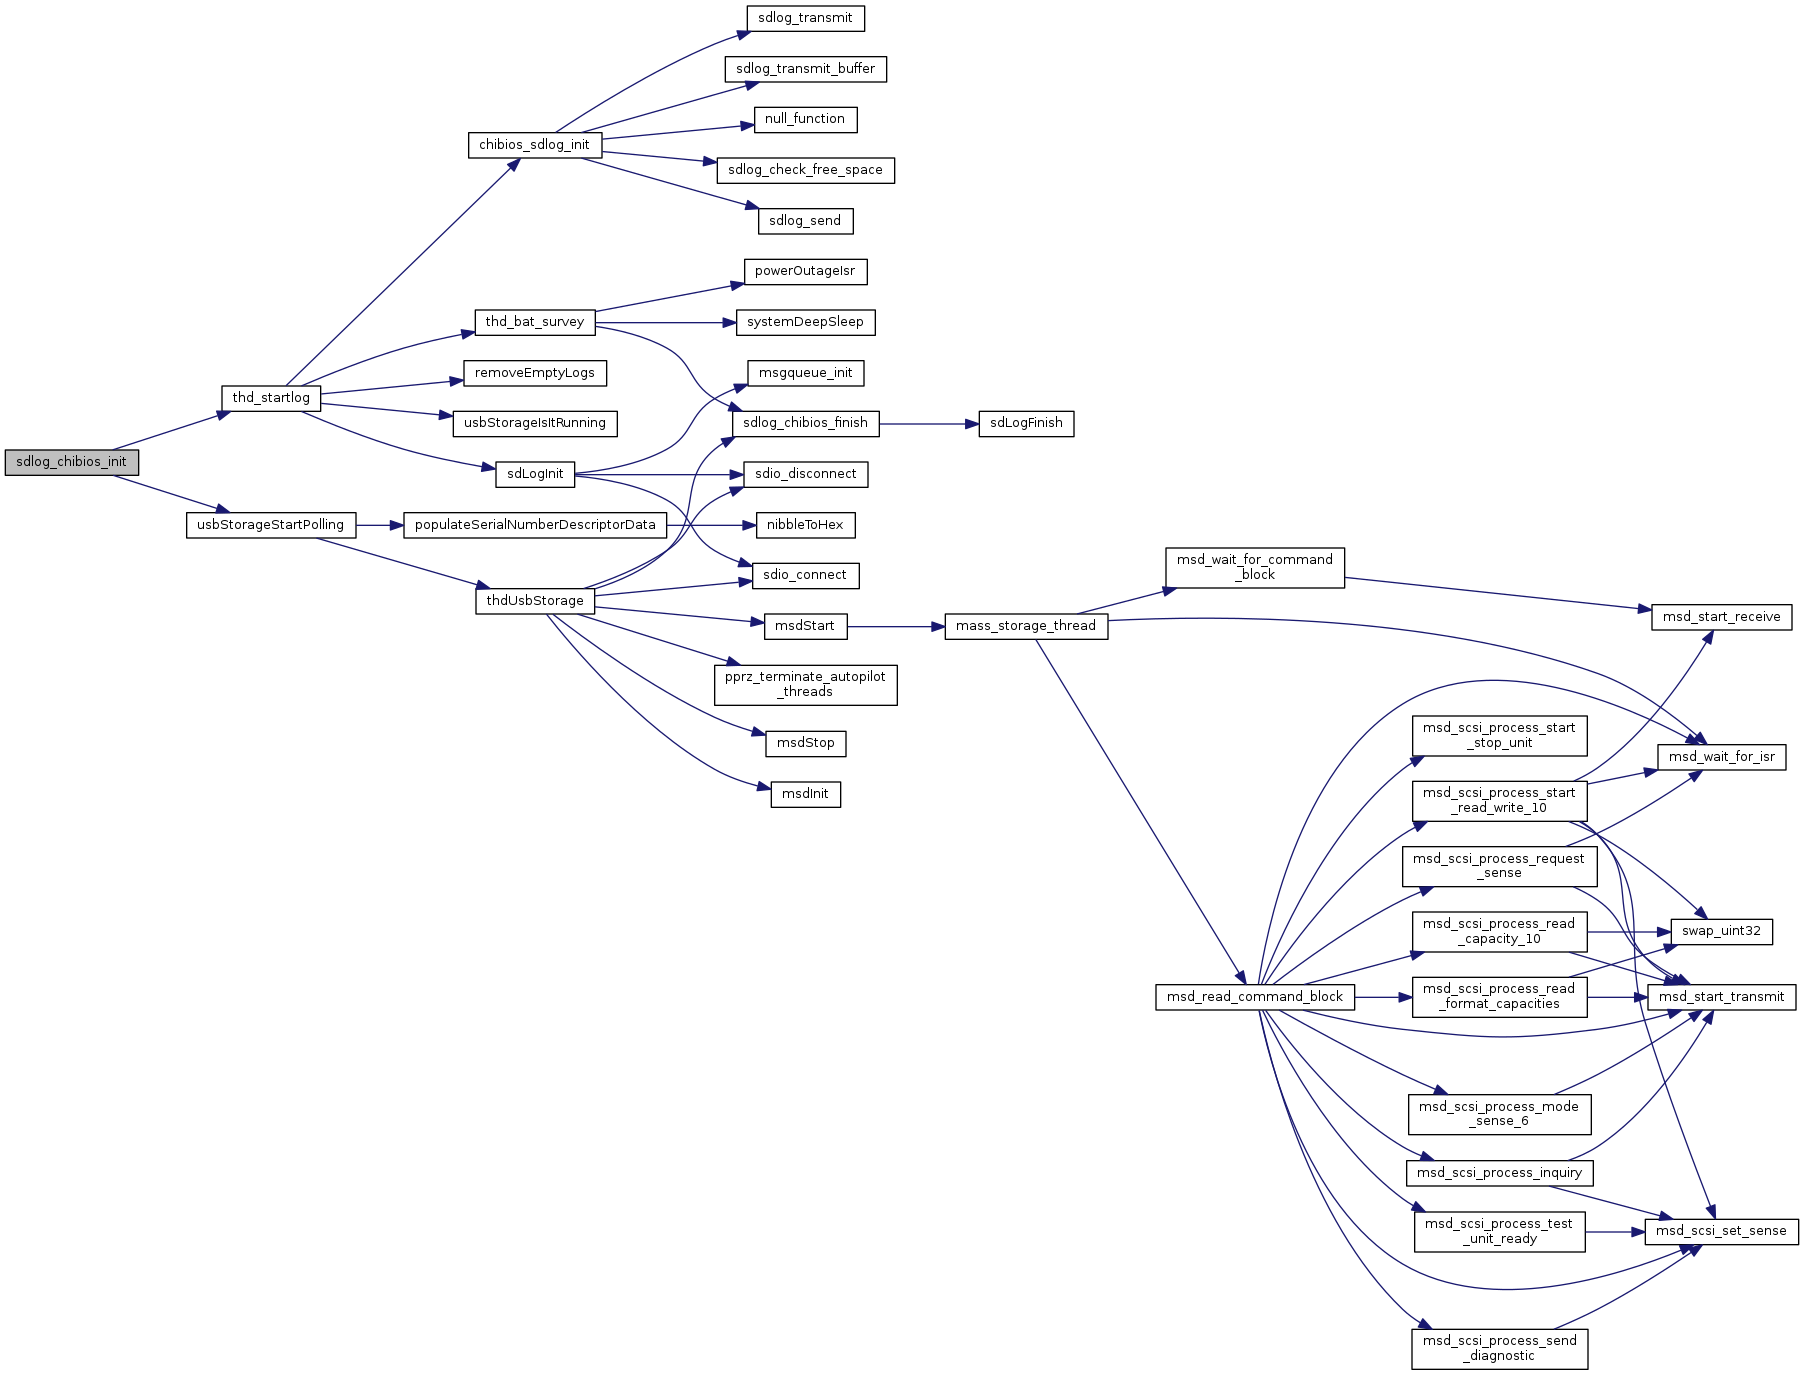 sdlog_transmit
sdlog_transmit_buffer
null_function
chibios_sdlog_init
sdlog_check_free_space
sdlog_send
powerOutageIsr
thd_bat_survey
systemDeepSleep
removeEmptyLogs
msgqueue_init
thd_startlog
usbStorageIsItRunning
sdlog_chibios_finish
sdLogFinish
sdlog_chibios_init
sdLogInit
sdio_disconnect
usbStorageStartPolling
populateSerialNumberDescriptorData
nibbleToHex
sdio_connect
thdUsbStorage
msdStart
mass_storage_thread
msd_wait_for_command
_block
msd_start_receive
pprz_terminate_autopilot
_threads
msdStop
msdInit
msd_scsi_process_start
_stop_unit
msd_wait_for_isr
msd_scsi_process_start
_read_write_10
msd_scsi_process_request
_sense
msd_scsi_process_read
_capacity_10
swap_uint32
msd_read_command_block
msd_scsi_process_read
_format_capacities
msd_start_transmit
msd_scsi_process_mode
_sense_6
msd_scsi_process_inquiry
msd_scsi_process_test
_unit_ready
msd_scsi_set_sense
msd_scsi_process_send
_diagnostic